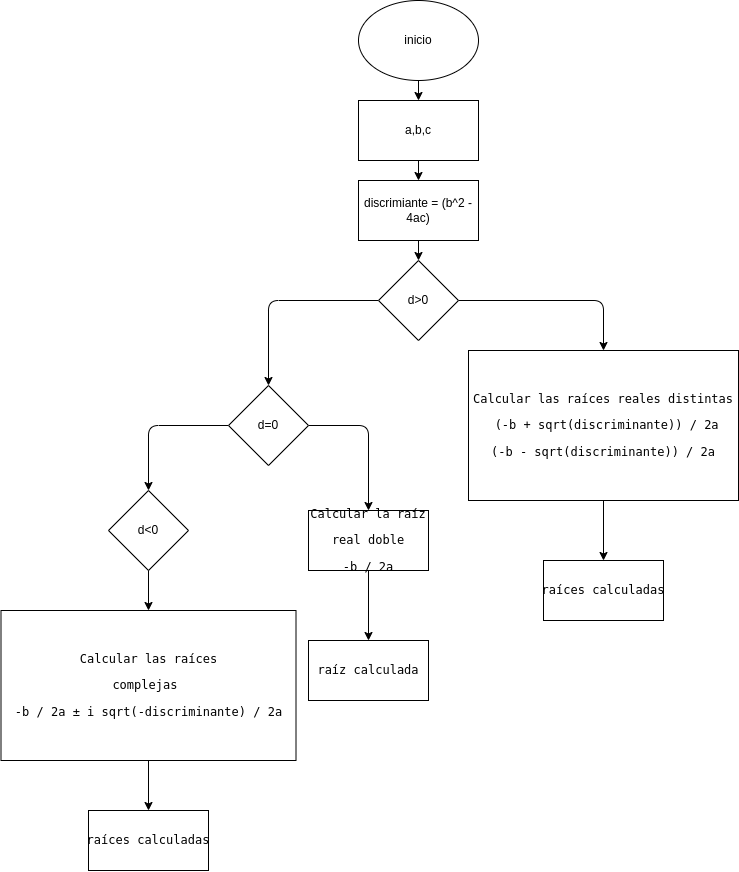 inicio
a,b,c
discrimiante = (b^2 -
4ac)
d>0
Calcular las raíces reales distintas
(-b + sqrt(discriminante)) / 2a
(-b - sqrt(discriminante)) / 2a
d=0
d<0
Calcular la raíz
real doble
-b / 2a
raíces calculadas
Calcular las raíces
complejas
-b / 2a ± i sqrt(-discriminante) / 2a
raíz calculada
raíces calculadas